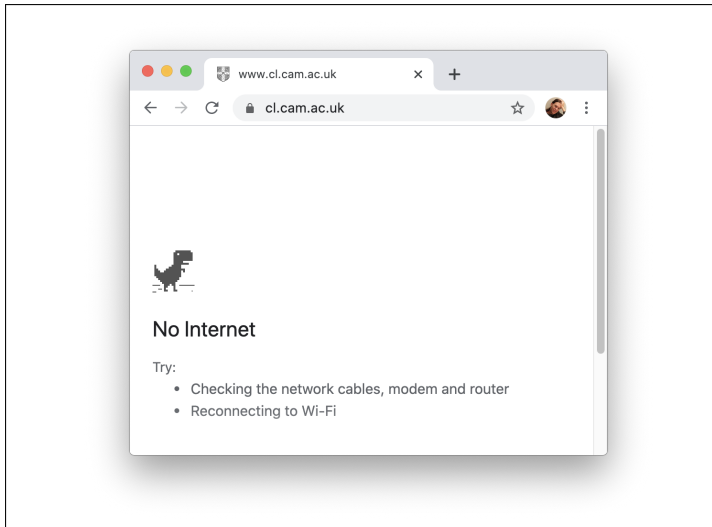 www.cl.cam.ac.uk
cl.cam.ac.uk
No Internet
Try:
• Checking the network cables, modem and router
• Reconnecting to Wi-Fi